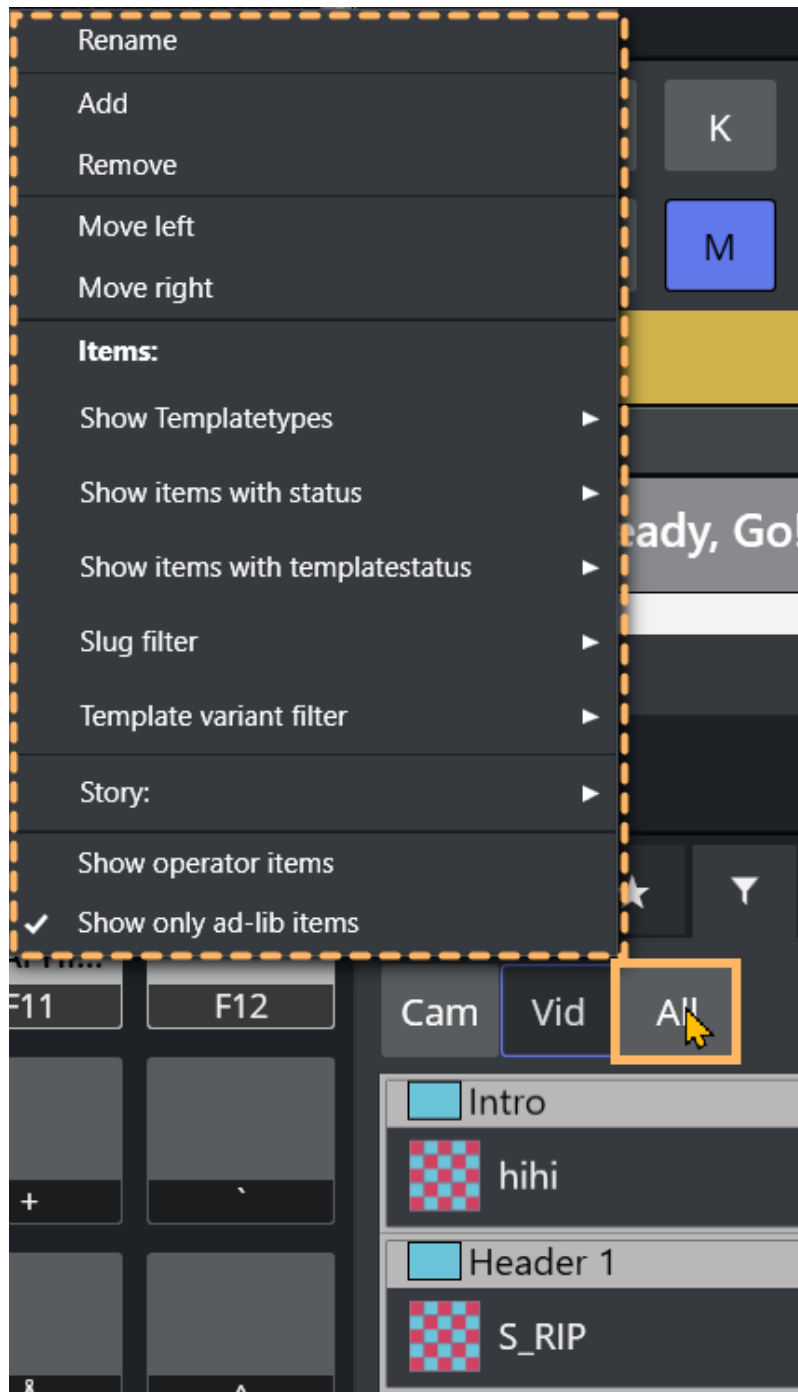 Rename
Add
Remove
Move left
Move right
Items:
Show Templatetypes
Show items with status
Show items with templatestatus
Slug filter
Template variant filter
Story:
Show operator items
Show only ad-lib items
K
M
Go!
F11
F12
Cam
Vid
All
Intro
hihi
Header 1
S_RIP
+
`